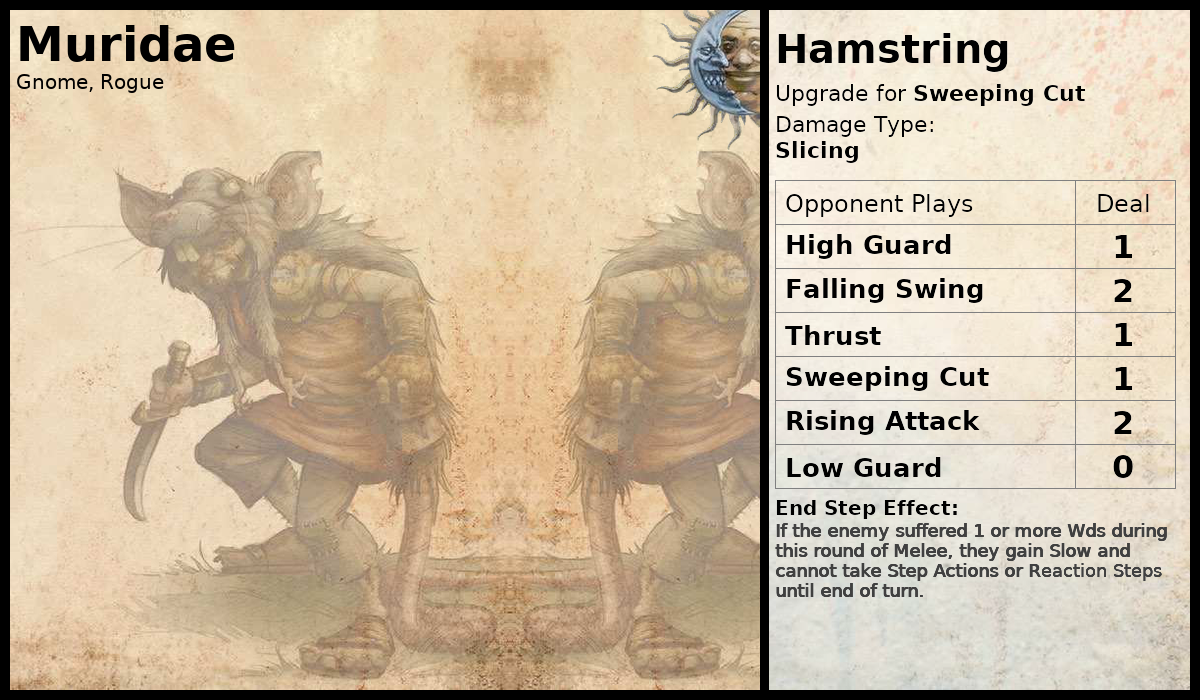 Muridae
Gnome, Rogue
Hamstring
Upgrade for Sweeping Cut
Damage Type:
Slicing
Opponent Plays Deal
High Guard 1
Falling Swing 2
Thrust 1
Sweeping Cut 1
Rising Attack 2
Low Guard 0
End Step Effect:
If the enemy suffered 1 or more Wds during
this round of Melee, they gain Slow and
cannot take Step Actions or Reaction Steps
until end of turn.